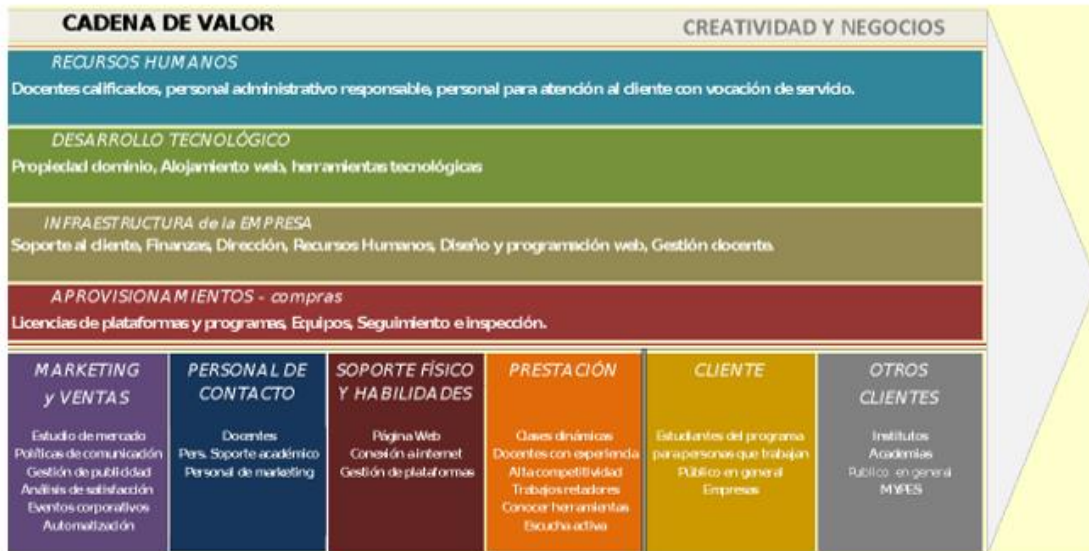 CADENA DE VALOR
CREATIVIDAD Y NEGOCIOS
RECURSOS HUMANOS
Docentes calificados, personal administrativo responsable, personal para atención al cliente con vocación de servicio.
DESARROLLO TECNOLÓGICO
Propiedad dominio, Alojamiento web, herramientas tecnológicas
INFRAESTRUCTURA de la EMPRESA
Soporte al cliente, Finanzas, Dirección, Recursos Humanos, Diseño y programación web, Gestión docente.
APROVISIONAMIENTOS - compras
Licencias de plataformas y programas, Equipos, Seguimiento e inspección.
MARKETING
y VENTAS
Estudio de mercado
Políticas de comunicación
Gestión de publicidad
Análisis de satisfacción
Eventos corporativos
Automatización
PERSONAL DE
CONTACTO
Docentes
Pers. Soporte académico
Personal de marketing
SOPORTE FÍSICO
Y HABILIDADES
Página Web
Conexión a internet
Gestión de plataformas
PRESTACIÓN
Clases dinámicas
Docentes con experiencia
Alta competitividad
Trabajos retadores
Conocer herramientas
Escucha activa
CLIENTE
Estudiantes del programa
para personas que trabajan
Público en general
Empresas
OTROS
CLIENTES
Institutos
Academias
Publico en general
MYPES